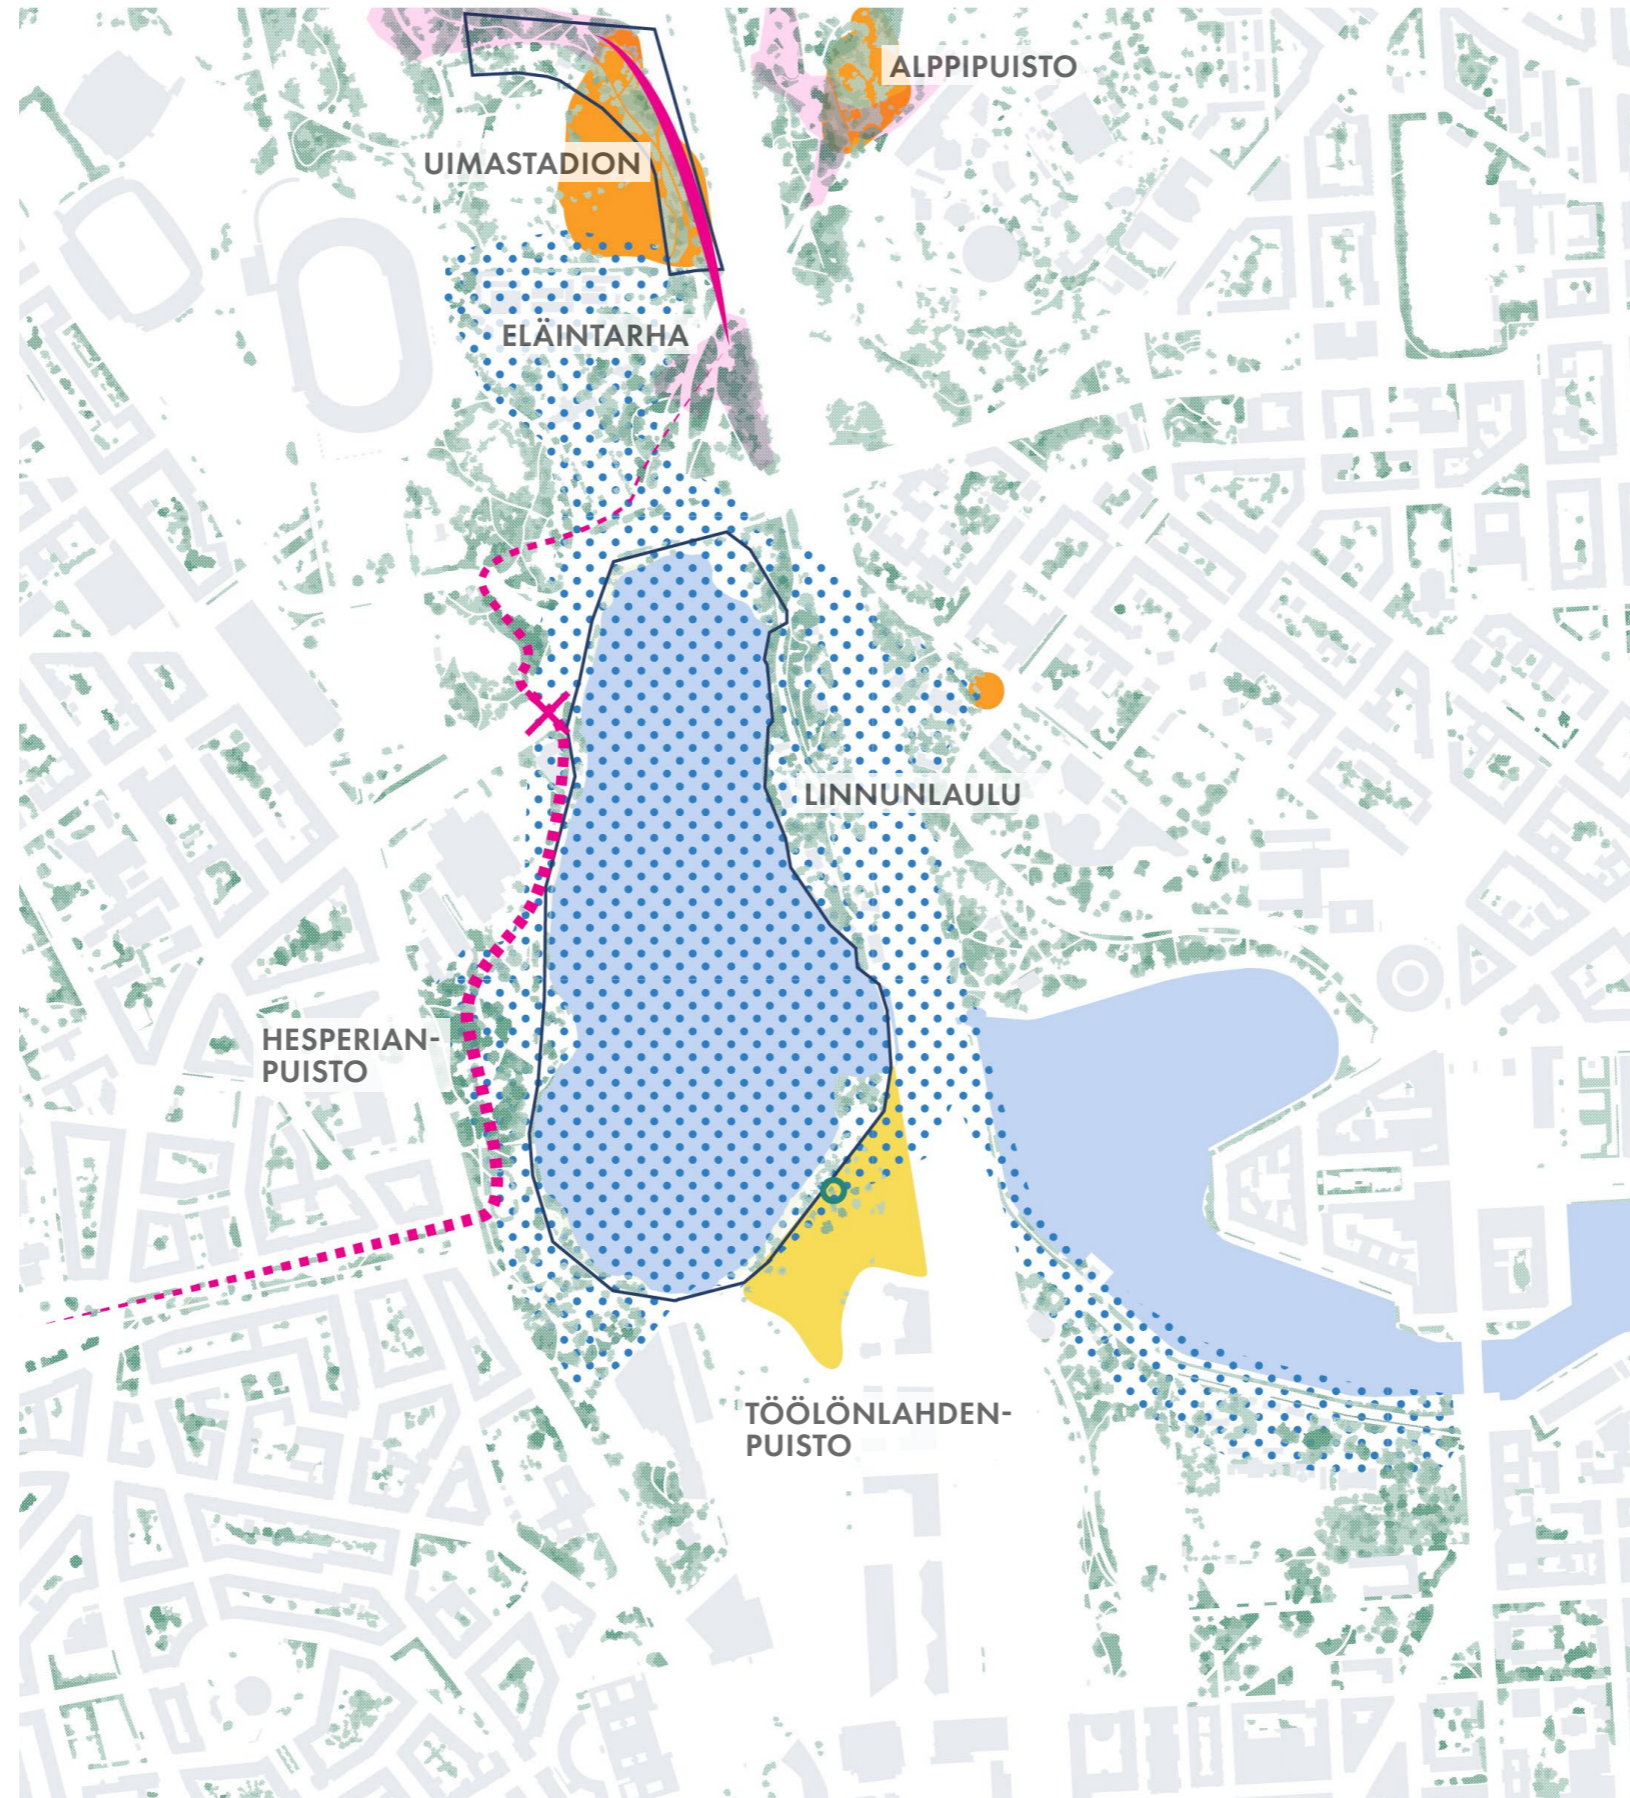 ALPPIPUISTO
UIMASTADION
ELÄINTARHA
LINNUNLAULU
HESPERIAN-
PUISTO
TÖÖLÖNLAHDEN-
PUISTO